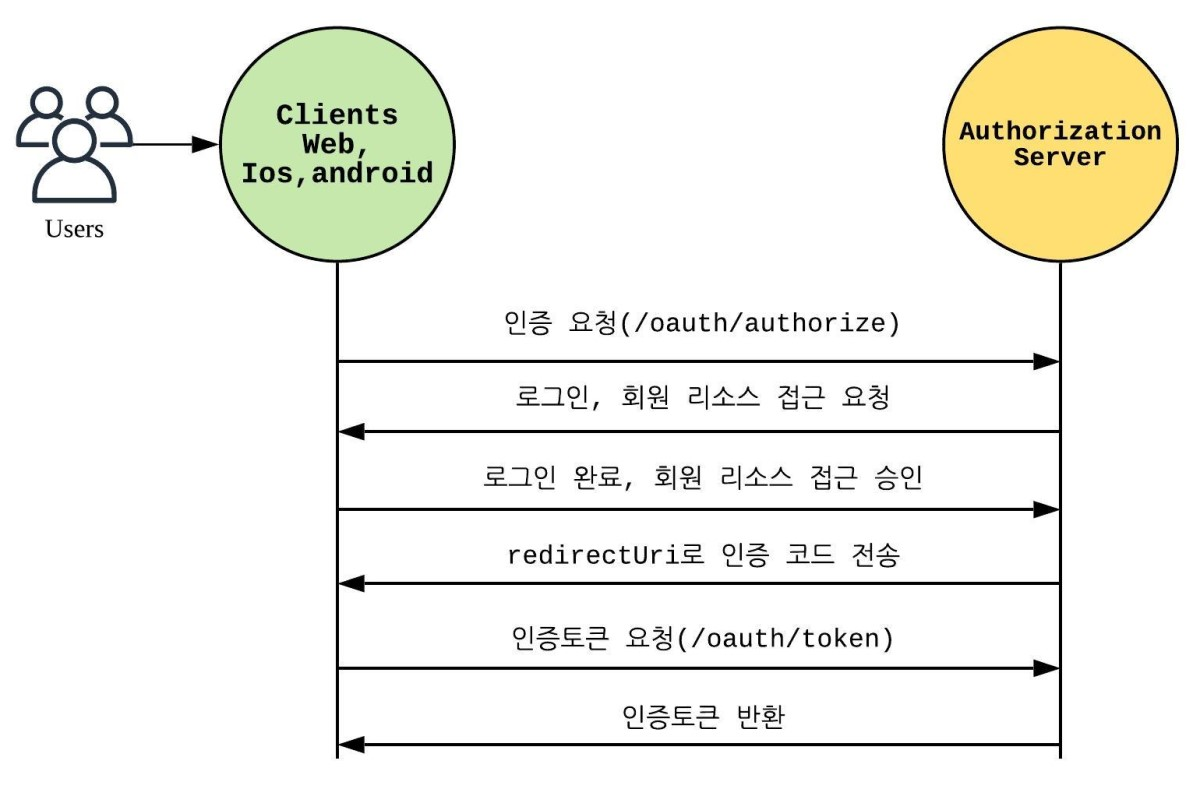 Clients
Web,
Ios,android
Authorization
Server
Users
인증 요청(/oauth/authorize)
로그인, 회원 리소스 접근 요청
로그인 완료, 회원 리소스 접근 승인
redirectUri로 인증 코드 전송
인증토큰 요청(/oauth/token)
인증토큰 반환